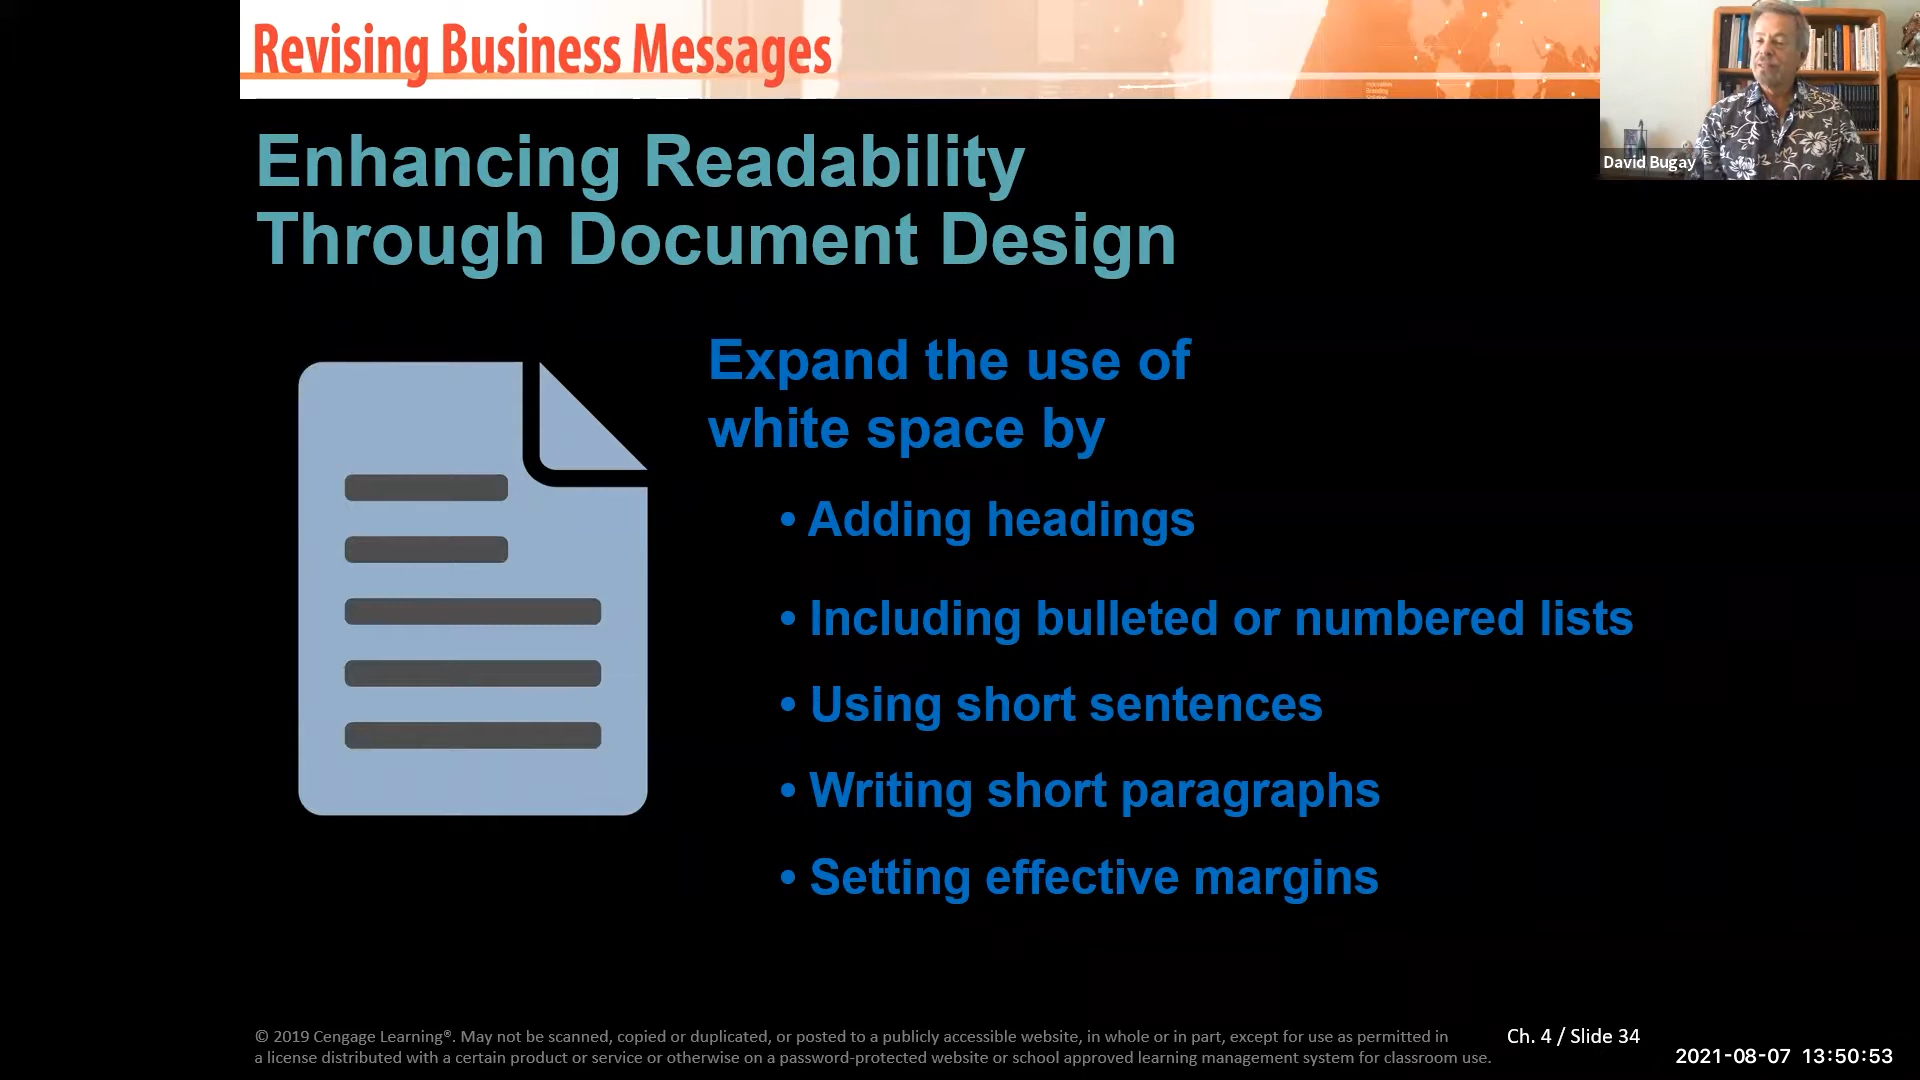 Revising Business Messages
David Bugay
Enhancing Readability
Through Document Design
Expand the use of
white space by
• Adding headings
• Including bulleted or numbered lists
• Using short sentences
• Writing short paragraphs
• Setting effective margins
© 2019 Cengage Learning®. May not be scanned, copied or duplicated, or posted to a publicly accessible website, in whole or in part, except for use as permitted in
a license distributed with a certain product or service or otherwise on a password-protected website or school approved learning management system for classroom use.
Ch. 4 / Slide 34
2021-08-07 13:50:53